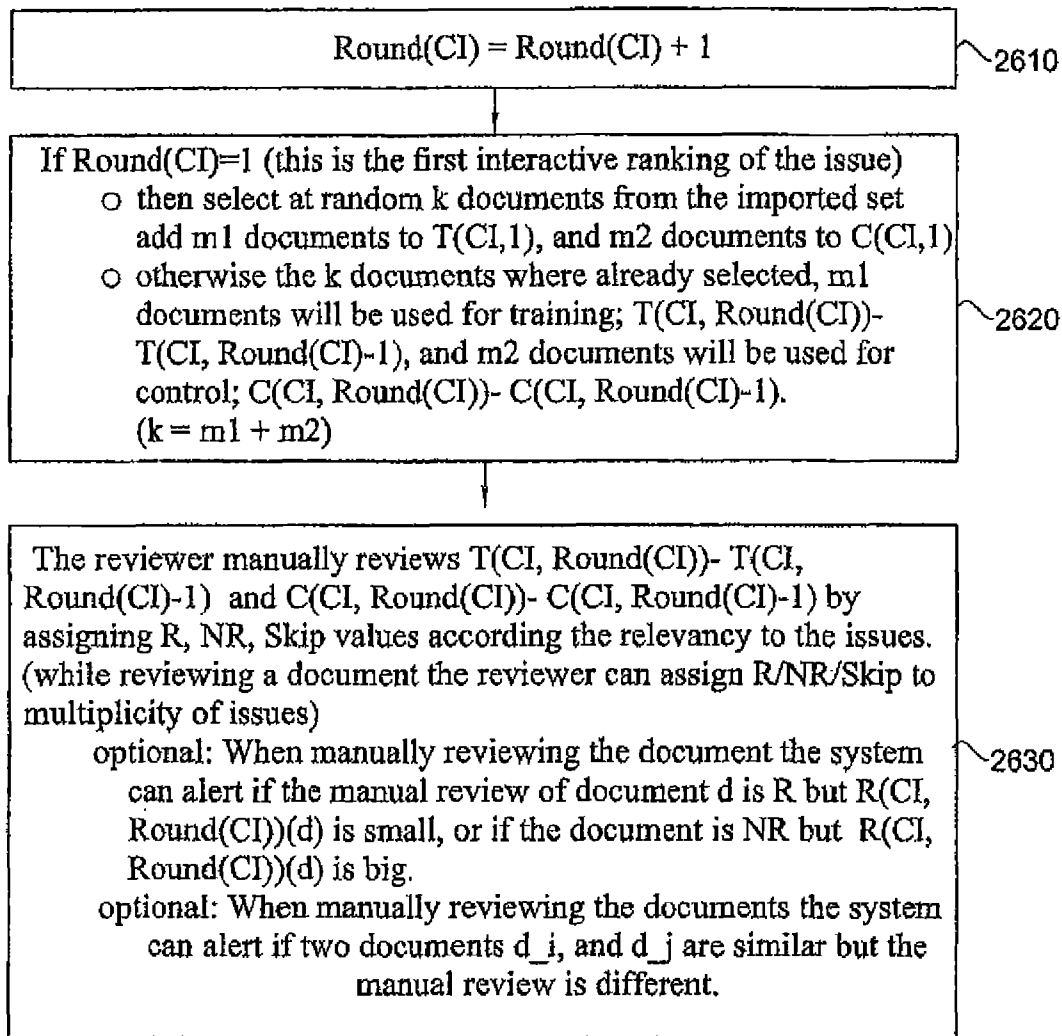 Round(CI) = Round(CI) + 1
2610
If Round(CI)=1 (this is the first interactive ranking of the issue)
o then select at random k documents from the imported set
add m1 documents to T(CI,1), and m2 documents to C(CI,1)
o otherwise the k documents where already selected, m1
documents will be used for training; T(CI, Round(CI))-
T(CI, Round(CI)-1), and m2 documents will be used for
control; C(CI, Round(CI))- C(CI, Round(CI)-1).
(k = m1 + m2)
2620
The reviewer manually reviews T(CI, Round(CI))- T(CI,
Round(CI)-1) and C(CI, Round(CI))- C(CI, Round(CI)-1) by
assigning R, NR, Skip values according the relevancy to the issues.
(while reviewing a document the reviewer can assign R/NR/Skip to
multiplicity of issues)
optional: When manually reviewing the document the system
can alert if the manual review of document d is R but R(CI,
Round(CI))(d) is small, or if the document is NR but R(CI,
Round(CI))(d) is big.
optional: When manually reviewing the documents the system
can alert if two documents d_i, and d_j are similar but the
manual review is different.
2630